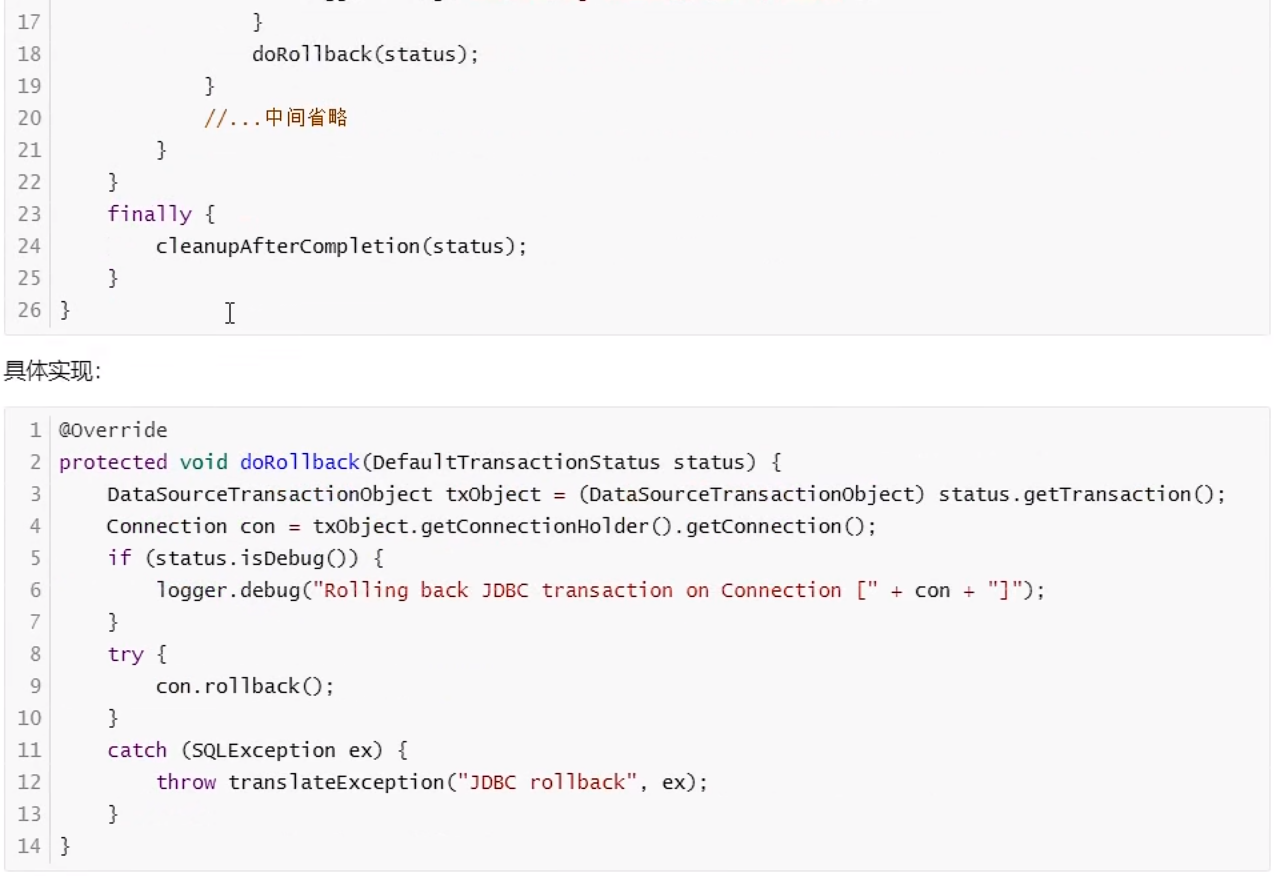 17 }
18 doRollback(status);
19 }
20 //...中间省略
21 }
22 }
23 finally {
24 cleanupAfterCompletion(status);
25 }
26 }
具体实现:
1 @Override
2 protected void doRollback(DefaultTransactionStatus status) {
3 DataSourceTransactionObject txObject = (DataSourceTransactionObject) status.getTransaction();
4 Connection con = txObject.getConnectionHolder().getConnection();
5 if (status.isDebug()) {
6 logger.debug("Rolling back JDBC transaction on Connection [" + con + "]");
7 }
8 try {
9 con.rollback();
10 }
11 catch (SQLException ex) {
12 throw translateException("JDBC rollback", ex);
13 }
14 }